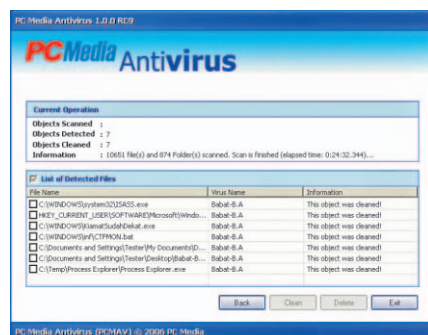 PC Media Antivirus 1.0.0 RC9
PCMedia Antivirus
Current Operation
Objects Scanned :
Objects Detected : 7
Objects Cleaned : 7
Information : 10651 file(s) and 874 Folder(s) scanned. Scan is finished (elapsed time: 0:24:32.344)...
List of Detected Files
File Name Virus Name Information
C:\WINDOWS\system32\lSASS.exe Babat-B.A This object was cleaned!
HKEY_CURRENT_USER\SOFTWARE\Microsoft\Windo... Babat-B.A This object was cleaned!
C:\WINDOWS\KiamatSudahDekat.exe Babat-B.A This object was cleaned!
C:\WINDOWS\inf\CTFMON.bat Babat-B.A This object was cleaned!
C:\Documents and Settings\Tester\My Documents\D... Babat-B.A This object was cleaned!
C:\Documents and Settings\Tester\Desktop\Babat-B... Babat-B.A This object was cleaned!
C:\Temp\Process Explorer\Process Explorer.exe Babat-B.A This object was cleaned!
Back Clean Delete Exit
PC Media Antivirus (PCMAV) © 2006 PC Media